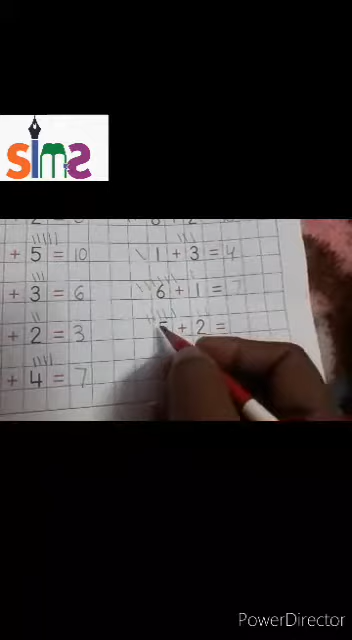 SIMS
+ 5 = 10
1 + 3 = 4
+ 3 = 6
6 + 1 = 7
+ 2 = 3
+ 2 =
+ 4 = 7
PowerDirector